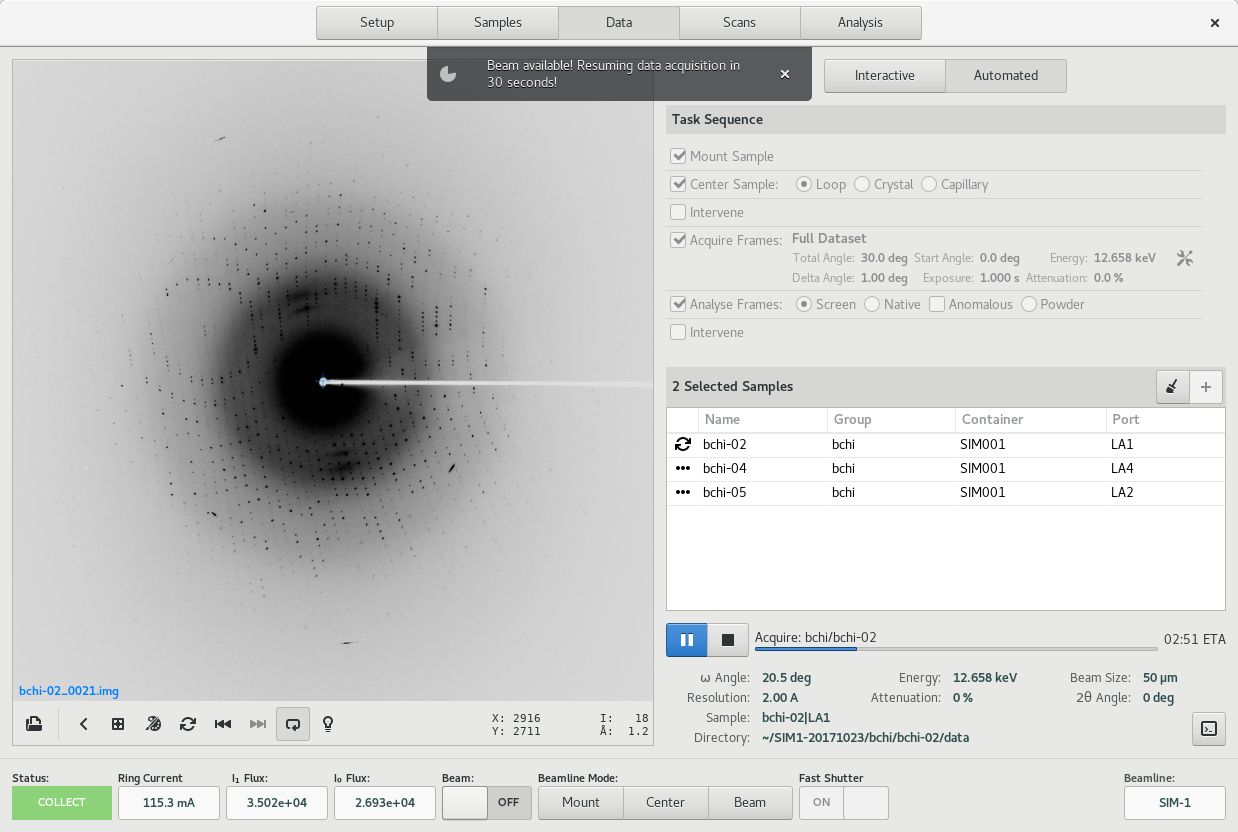 Setup Samples Data Scans Analysis
Beam available! Resuming data acquisition in
30 seconds!
Interactive Automated
Task Sequence
Mount Sample
Center Sample: Loop Crystal Capillary
Intervene
Acquire Frames: Full Dataset
Total Angle: 30.0 deg Start Angle: 0.0 deg Energy: 12.658 keV
Delta Angle: 1.00 deg Exposure: 1.000 s Attenuation: 0.0 %
Analyse Frames: Screen Native Anomalous Powder
Intervene
2 Selected Samples
Name Group Container Port
bchi-02 bchi SIM001 LA1
bchi-04 bchi SIM001 LA4
bchi-05 bchi SIM001 LA2
Acquire: bchi/bchi-02 02:51 ETA
ω Angle: 20.5 deg Energy: 12.658 keV Beam Size: 50 µm
Resolution: 2.00 A Attenuation: 0 % 2θ Angle: 0 deg
Sample: bchi-02|LA1
Directory: ~/SIM1-20171023/bchi/bchi-02/data
bchi-02_0021.img
X: 2916 I: 18
Y: 2711 Å: 1.2
Status: Ring Current I₁ Flux: I₀ Flux: Beam: Beamline Mode: Fast Shutter Beamline:
COLLECT 115.3 mA 3.502e+04 2.693e+04 OFF Mount Center Beam ON SIM-1